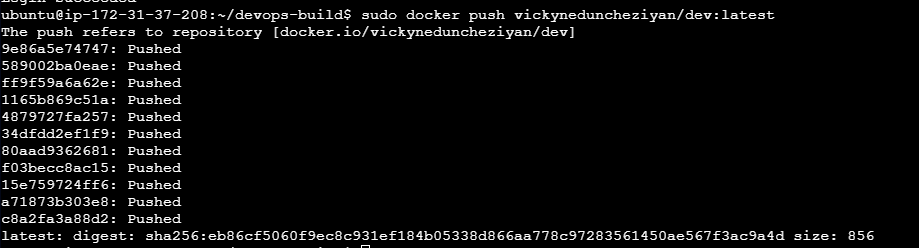 ubuntu@ip-172-31-37-208:~/devops-build$ sudo docker push vickyneduncheziyan/dev:latest
The push refers to repository [docker.io/vickyneduncheziyan/dev]
9e86a5e74747: Pushed
589002ba0eae: Pushed
ff9f59a6a62e: Pushed
1165b869c51a: Pushed
4879727fa257: Pushed
34dfdd2ef1f9: Pushed
80aad9362681: Pushed
f03becc8ac15: Pushed
15e759724ff6: Pushed
a71873b303e8: Pushed
c8a2fa3a88d2: Pushed
latest: digest: sha256:eb86cf5060f9ec8c931ef184b05338d866aa778c97283561450ae567f3ac9a4d size: 856